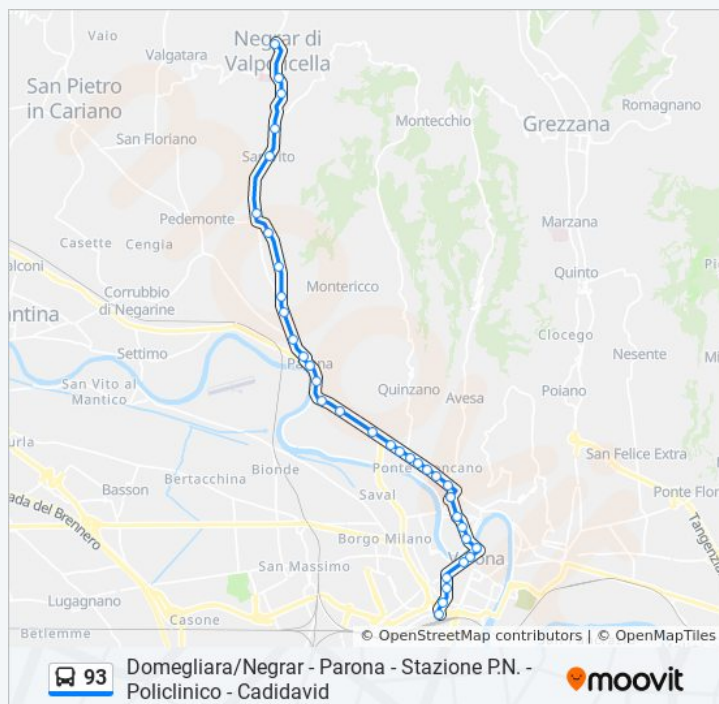 Negrar di
Valpolicella
Vaio
Valgatara
San Pietro
in Cariano
Romagnano
Montecchio
Grezzana
San Floriano
San Vito
Pedemonte
Marzana
Casette
Cengia
Quinto
Montericco
Corrubbio
di Negarine
Clocego
Nesente
Settimo
Parona
San Vito al
Mantico
Quinzano
Avesa
Poiano
San Felice Extra
Bionde
Bertacchina
Basson
Saval
Ponte Florio
Borgo Milano
Verona
San Massimo
Lugagnano
Casone
Betlemme
© OpenStreetMap contributors | © OpenMapTiles
93
Domegliara/Negrar - Parona - Stazione P.N. -
Policlinico - Cadidavid
moovit